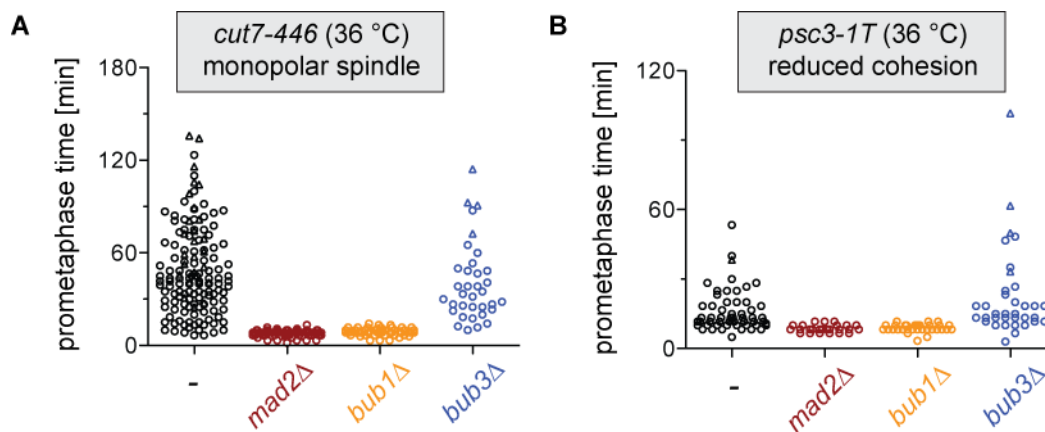 A
cut7-446 (36 °C)
monopolar spindle
prometaphase time [min]
180
120
60
0
-
mad2Δ
bub1Δ
bub3Δ
B
psc3-1T (36 °C)
reduced cohesion
prometaphase time [min]
120
60
0
-
mad2Δ
bub1Δ
bub3Δ